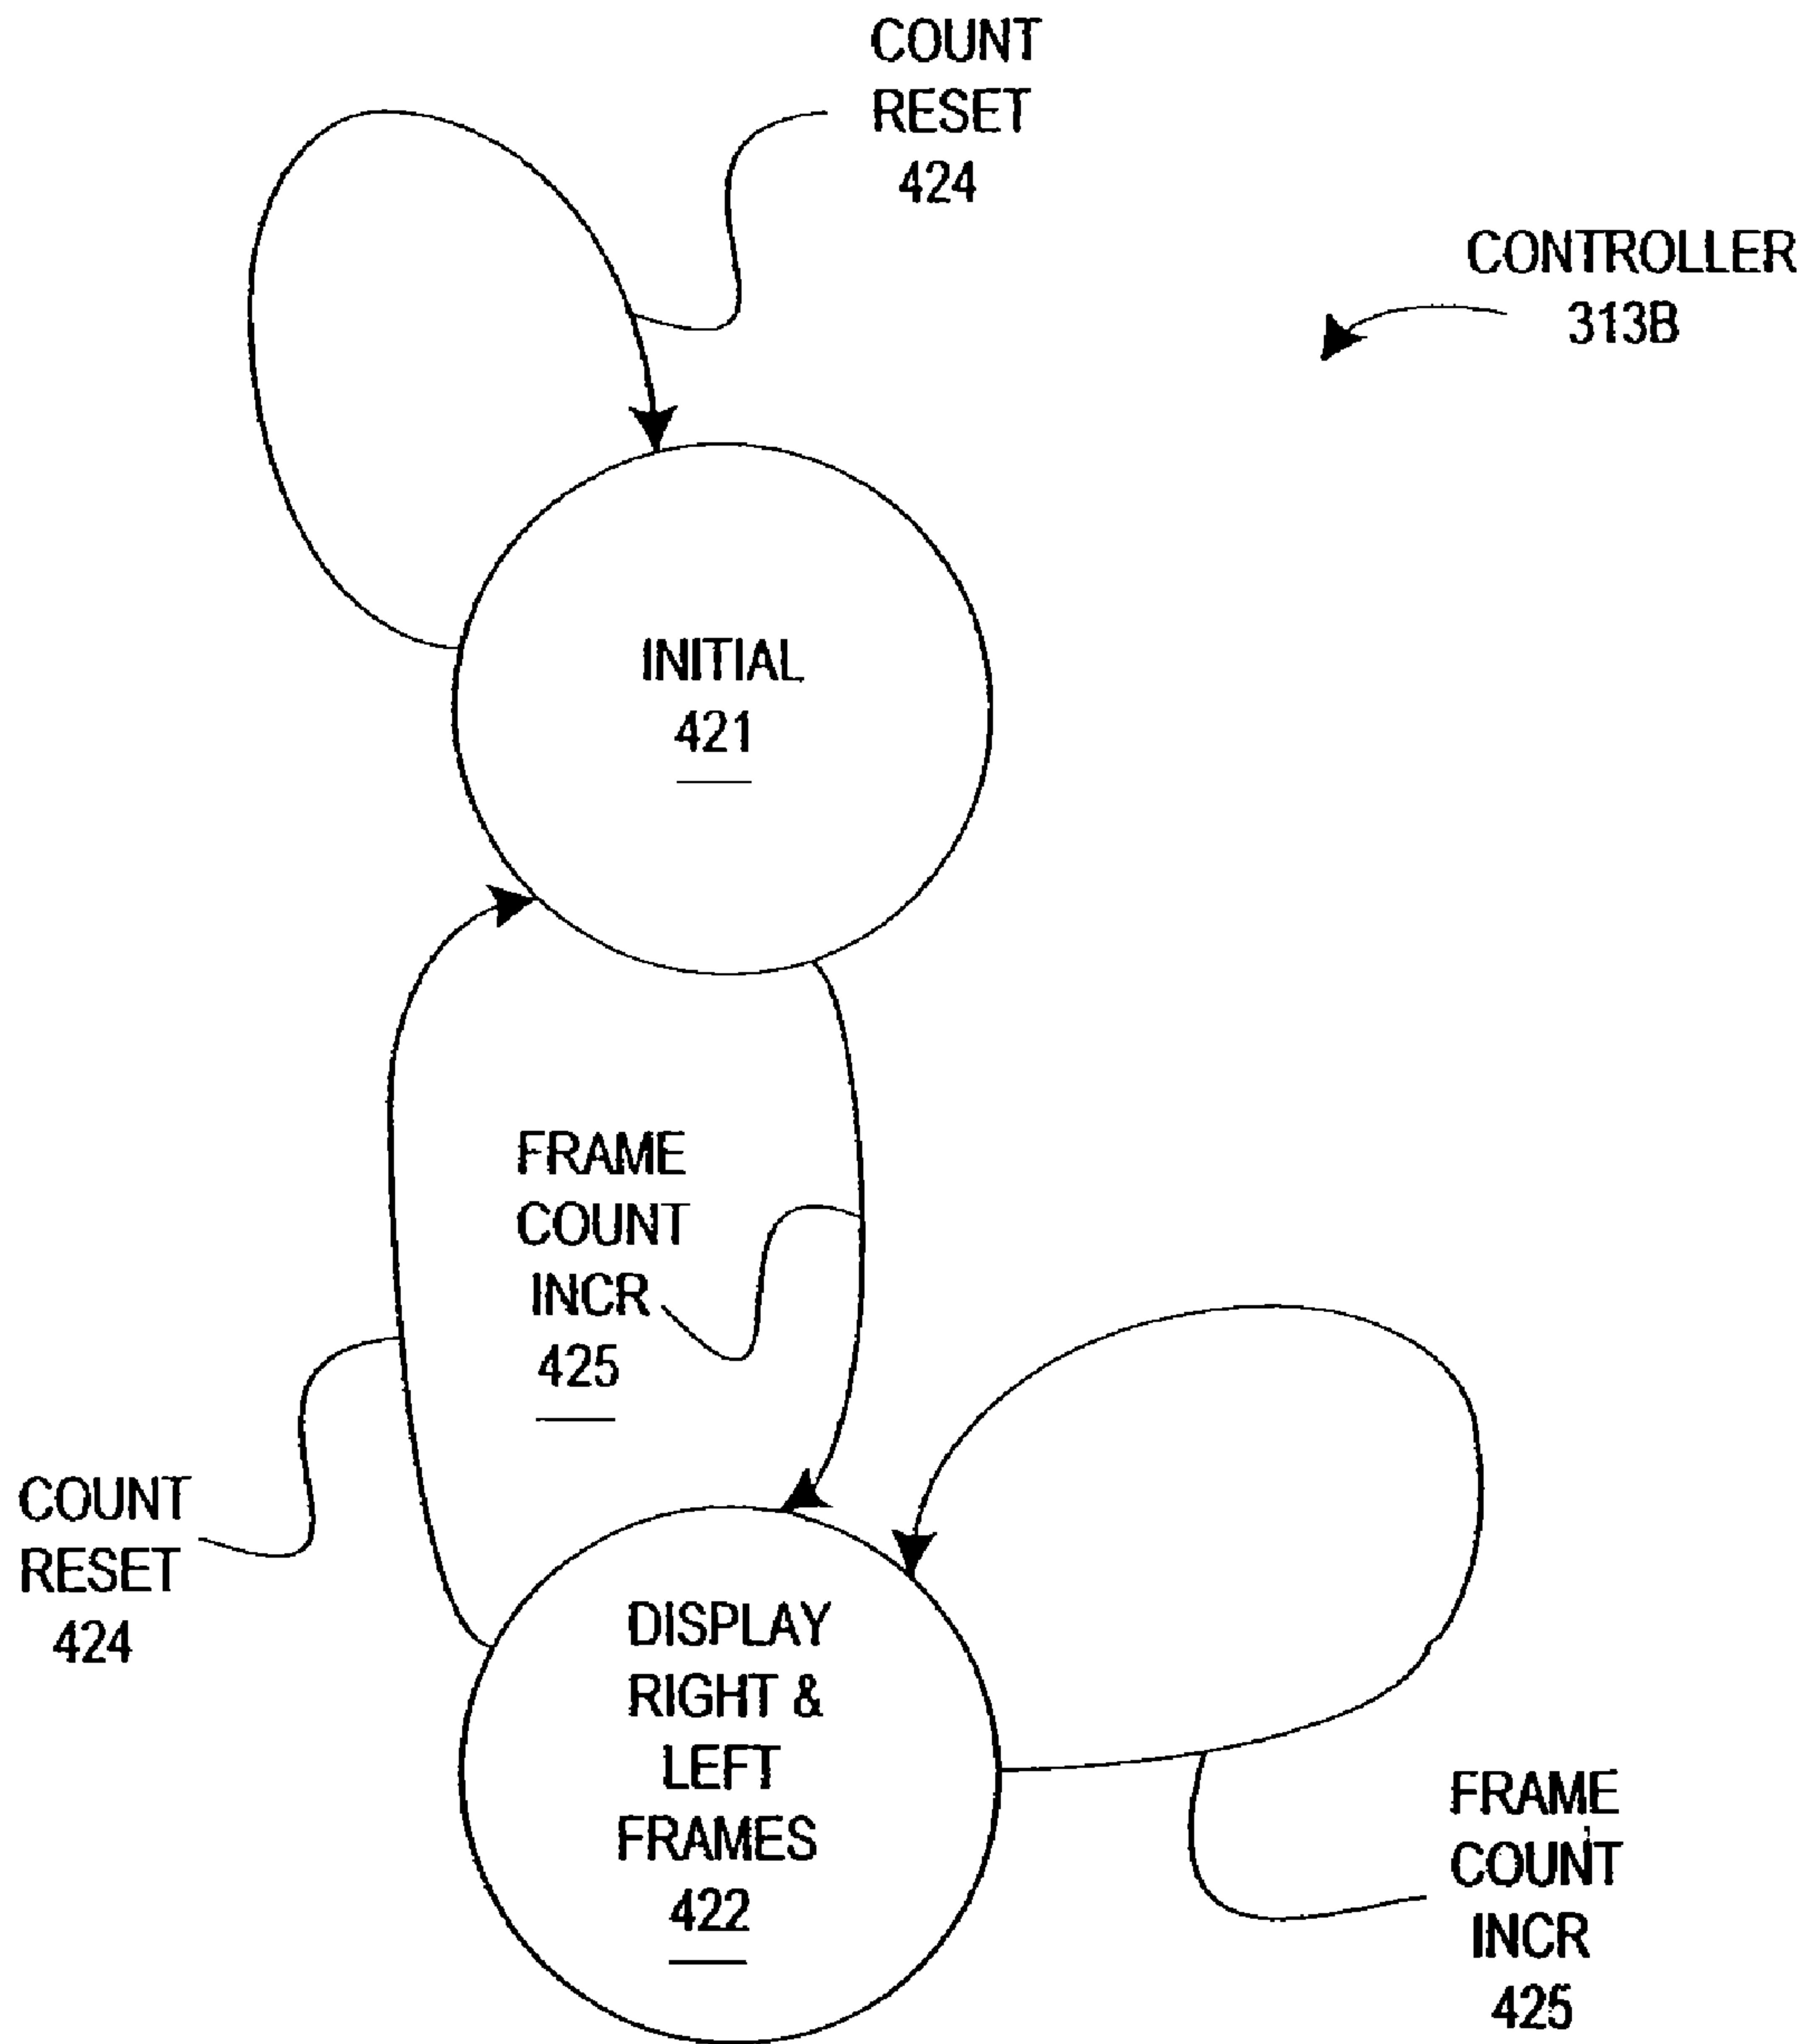 COUNT
RESET
424
CONTROLLER
313B
INITIAL
421
FRAME
COUNT
INCR
425
COUNT
RESET
424
DISPLAY
RIGHT &
LEFT
FRAMES
422
FRAME
COUNT
INCR
425